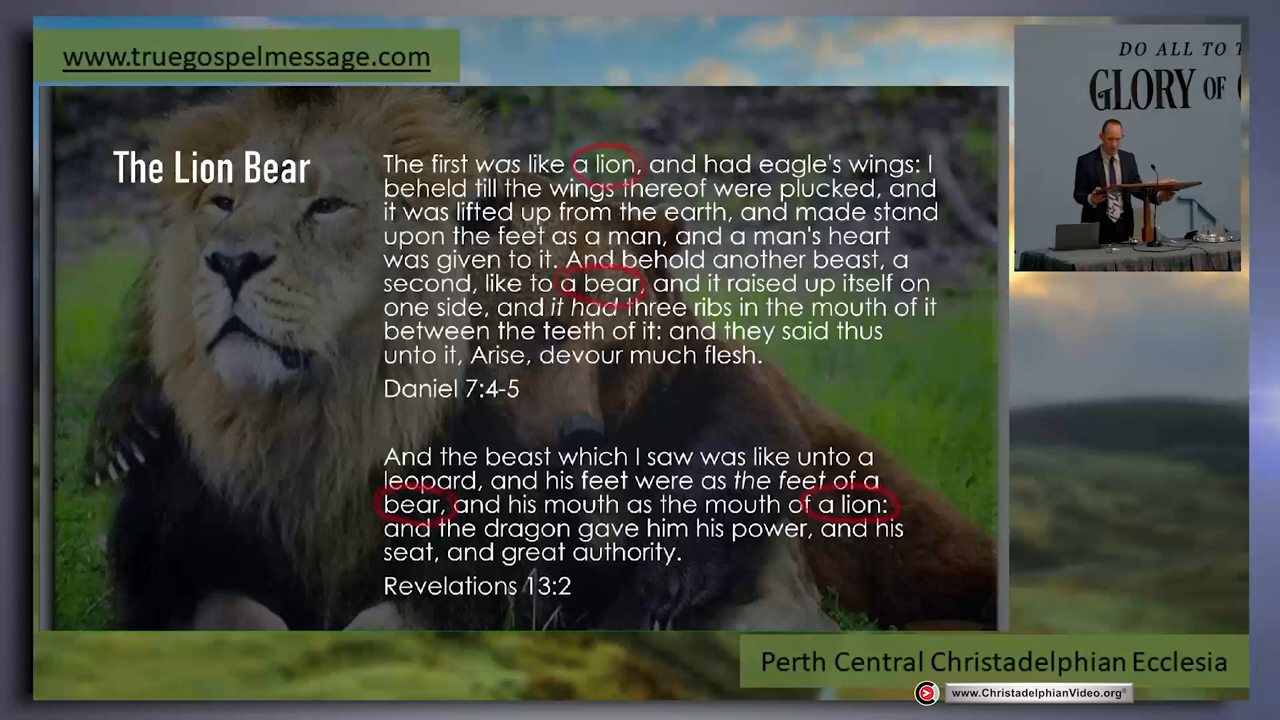 www.truegospelmessage.com
DO ALL TO T
GLORY OF
The Lion Bear
The first was like a lion, and had eagle's wings: I
beheld till the wings thereof were plucked, and
it was lifted up from the earth, and made stand
upon the feet as a man, and a man's heart
was given to it. And behold another beast, a
second, like to a bear, and it raised up itself on
one side, and it had three ribs in the mouth of it
between the teeth of it: and they said thus
unto it, Arise, devour much flesh.
Daniel 7:4-5
And the beast which I saw was like unto a
leopard, and his feet were as the feet of a
bear, and his mouth as the mouth of a lion:
and the dragon gave him his power, and his
seat, and great authority.
Revelations 13:2
Perth Central Christadelphian Ecclesia
www.ChristadelphianVideo.org